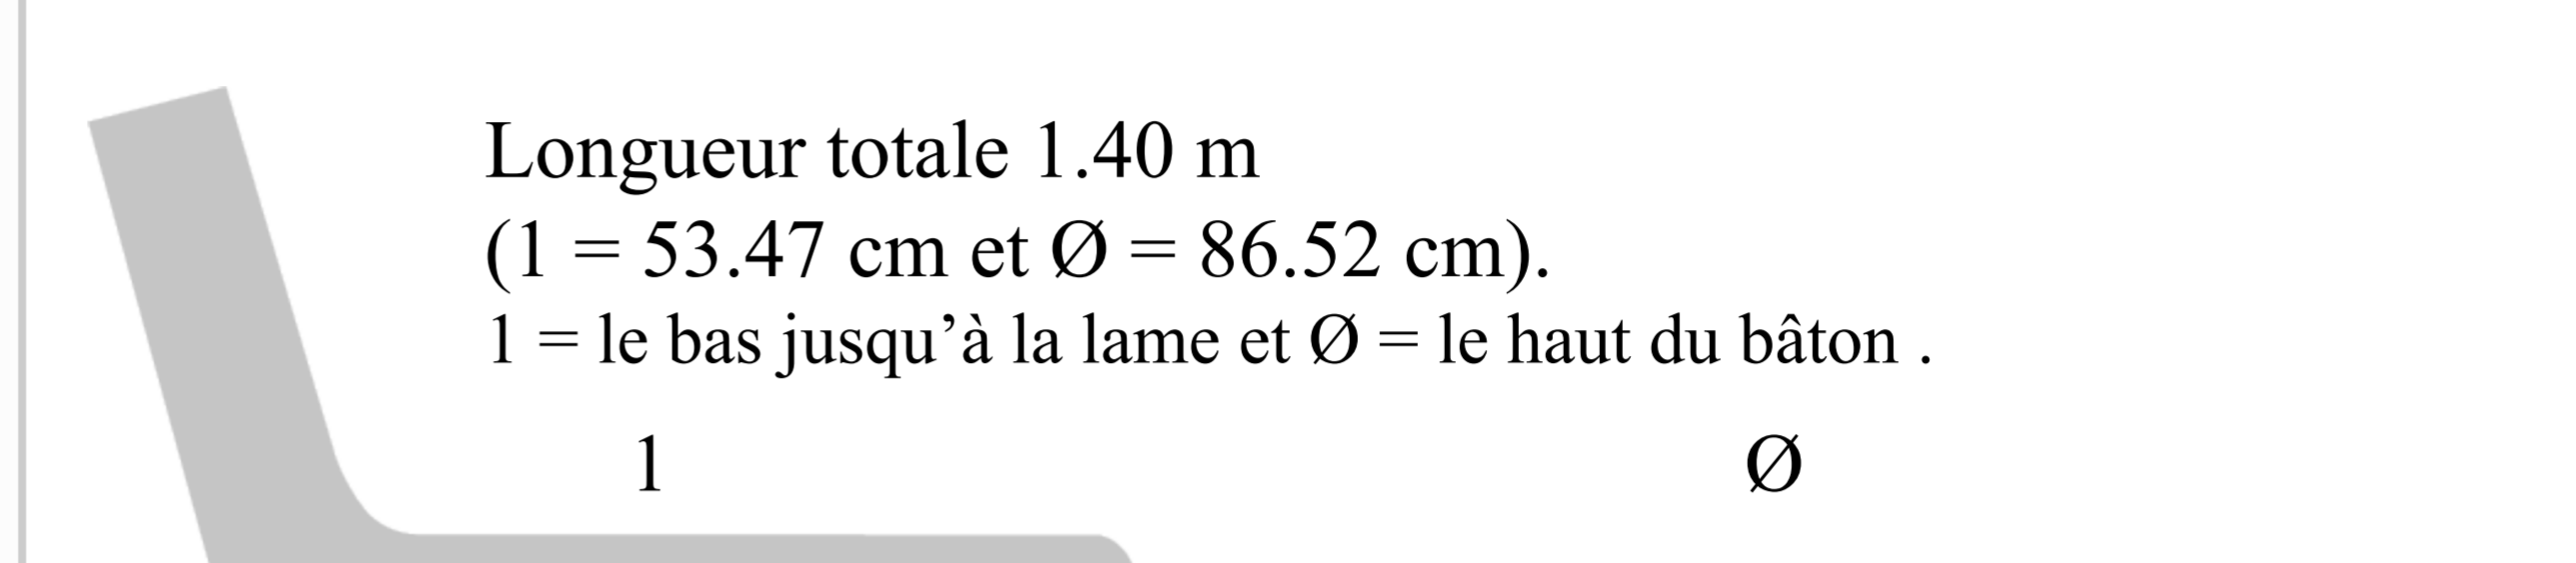 Longueur totale 1.40 m
(1 = 53.47 cm et Ø = 86.52 cm).
1 = le bas jusqu’à la lame et Ø = le haut du bâton .
1 Ø